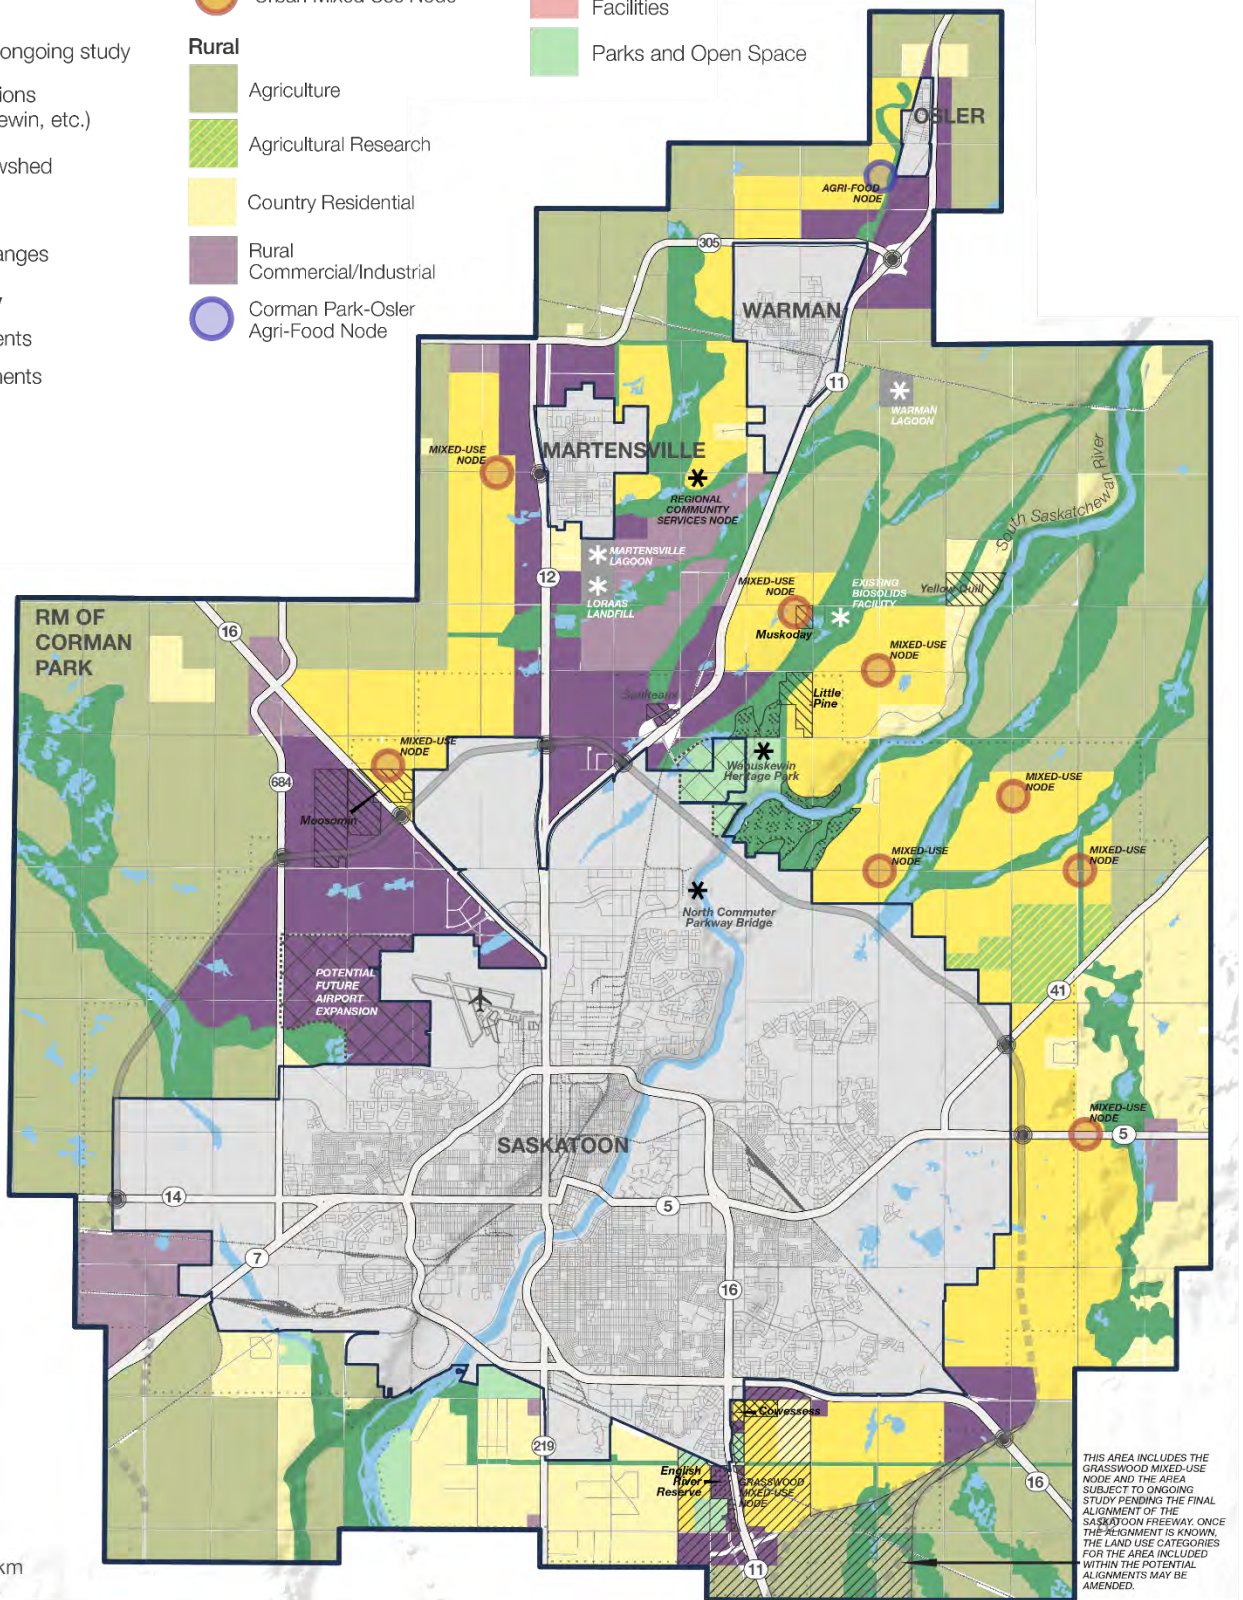 Urban Mixed-Use Node
Facilities
ongoing study
Rural
Parks and Open Space
Agriculture
ions
ewin, etc.)
Agricultural Research
wshed
Country Residential
anges
Rural
Commercial/Industrial
y
Corman Park-Osler
Agri-Food Node
ents
ments
OSLER
AGRI-FOOD
NODE
305
WARMAN
11
WARMAN
LAGOON
MIXED-USE
NODE
MARTENSVILLE
REGIONAL
COMMUNITY
SERVICES NODE
South Saskatchewan River
MARTENSVILLE
LAGOON
12
LORAAS
LANDFILL
MIXED-USE
NODE
EXISTING
BIOSOLIDS
FACILITY
Yellow Quill
RM OF
CORMAN
PARK
16
Muskoday
MIXED-USE
NODE
Saulteaux
Little
Pine
MIXED-USE
NODE
684
Wanuskewin
Heritage Park
MIXED-USE
NODE
Moosomin
MIXED-USE
NODE
MIXED-USE
NODE
North Commuter
Parkway Bridge
POTENTIAL
FUTURE
AIRPORT
EXPANSION
41
MIXED-USE
NODE
5
SASKATOON
14
5
7
16
Cowessess
219
English
River
Reserve
GRASSWOOD
MIXED-USE
NODE
16
11
THIS AREA INCLUDES THE
GRASSWOOD MIXED-USE
NODE AND THE AREA
SUBJECT TO ONGOING
STUDY PENDING THE FINAL
ALIGNMENT OF THE
SASKATOON FREEWAY. ONCE
THE ALIGNMENT IS KNOWN,
THE LAND USE CATEGORIES
FOR THE AREA INCLUDED
WITHIN THE POTENTIAL
ALIGNMENTS MAY BE
AMENDED.
km